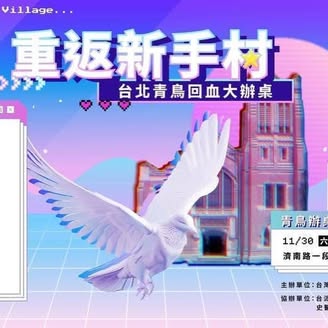 Village...
重返新手村
台北青鳥回血大辦桌
青鳥辦
11/30 六
濟南路一段
主辦單位:台
協辦單位:台